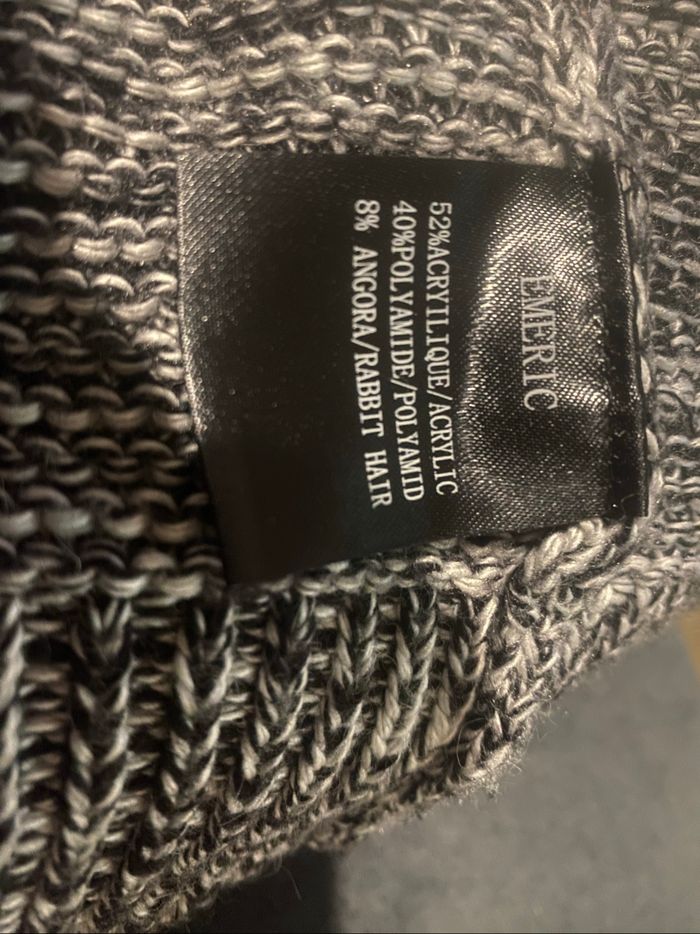 EMERIC
52%ACRYLIQUE/ACRYLIC
40%POLYAMIDE/POLYAMID
8% ANGORA/RABBIT HAIR